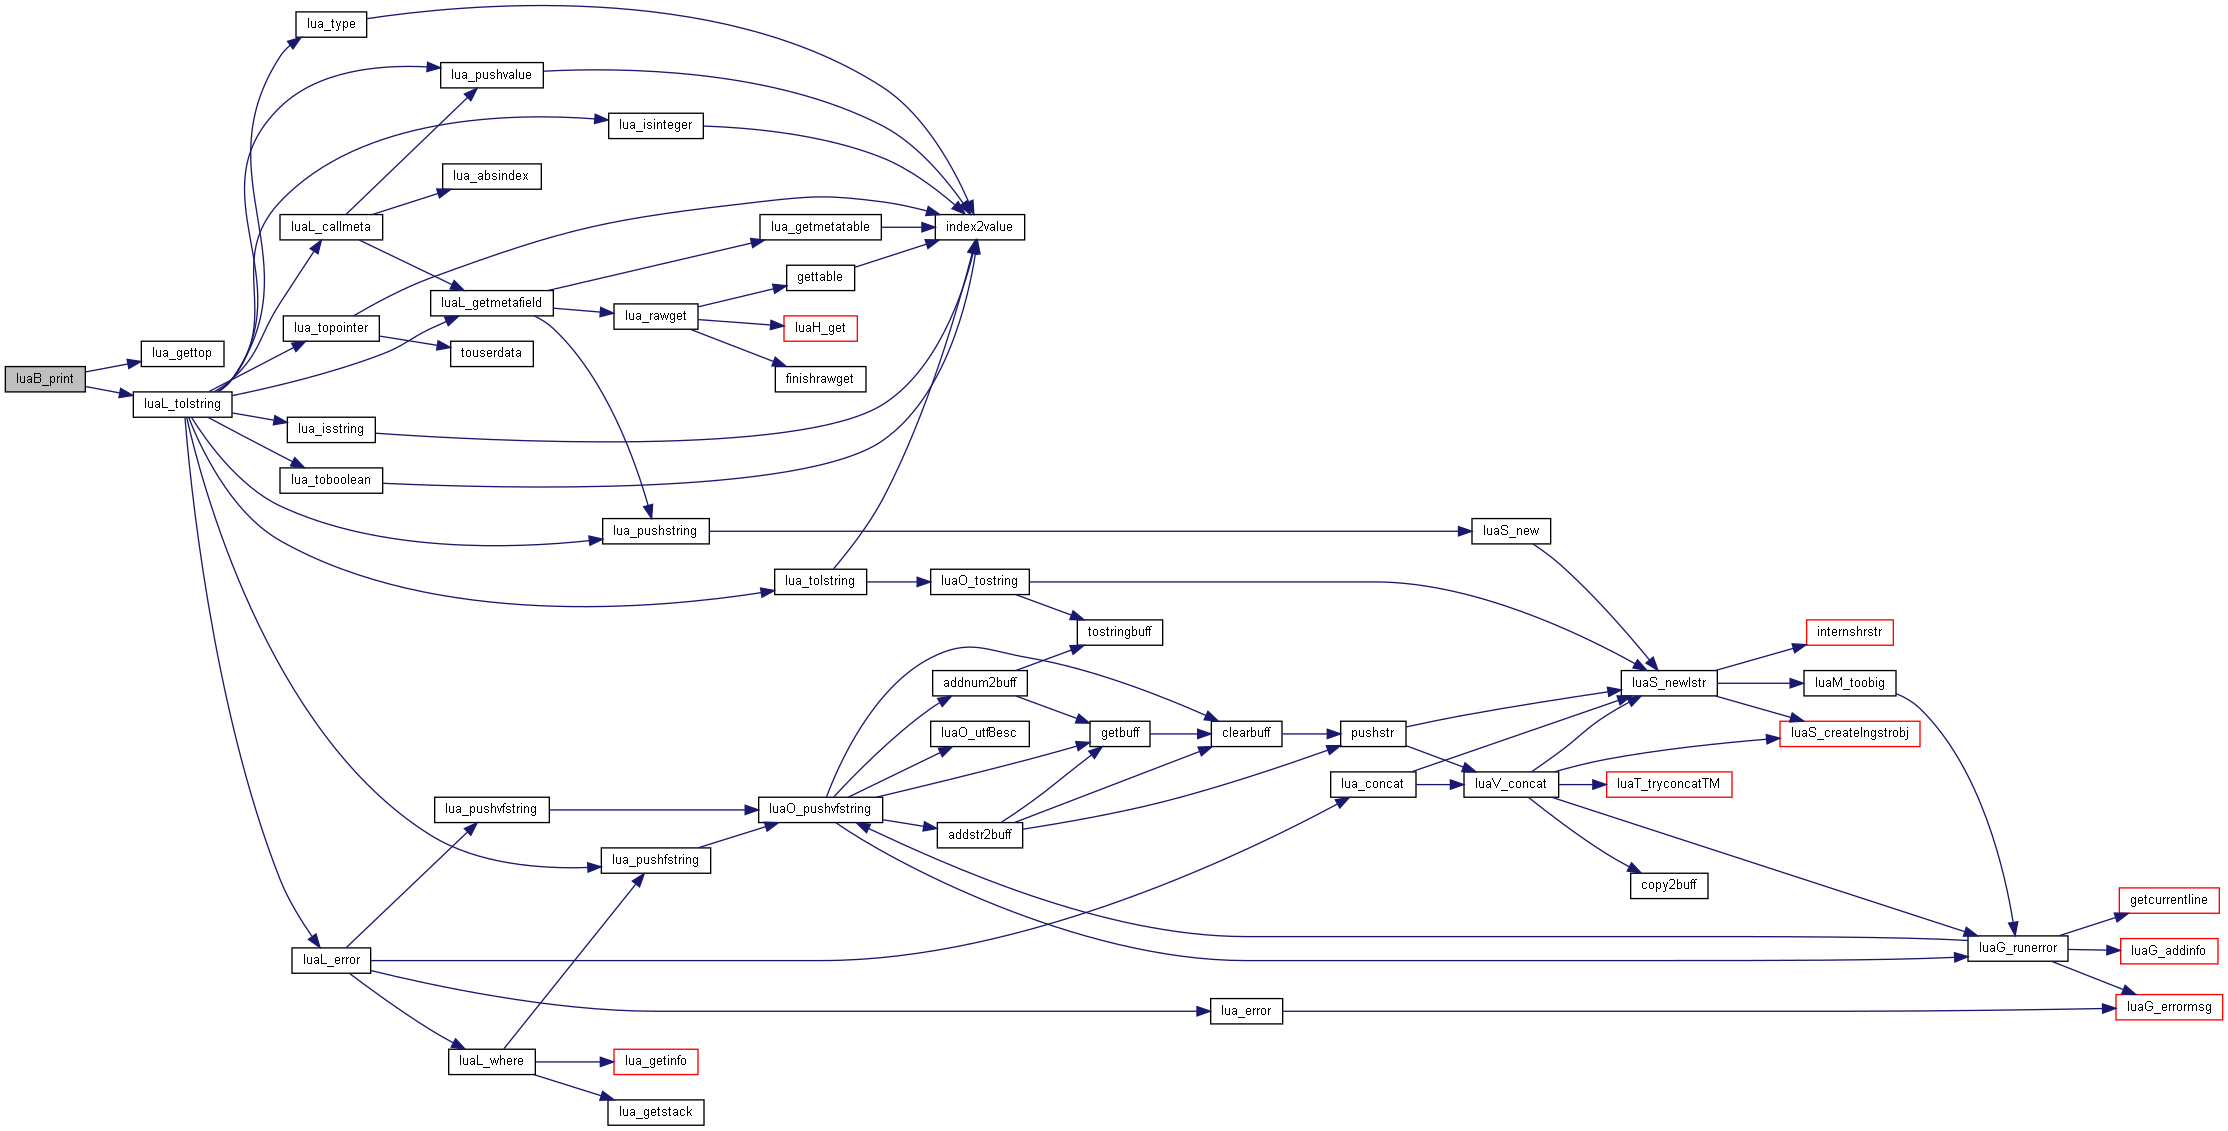 lua_type
lua_pushvalue
lua_isinteger
lua_absindex
luaL_callmeta
lua_getmetatable
index2value
gettable
luaL_getmetafield
lua_rawget
lua_topointer
luaH_get
lua_gettop
touserdata
luaB_print
finishrawget
luaL_tolstring
lua_isstring
lua_toboolean
lua_pushstring
luaS_new
lua_tolstring
luaO_tostring
tostringbuff
internshrstr
addnum2buff
luaS_newlstr
luaM_toobig
luaO_utf8esc
getbuff
clearbuff
pushstr
luaS_createlngstrobj
lua_concat
luaV_concat
luaT_tryconcatTM
lua_pushvfstring
luaO_pushvfstring
addstr2buff
lua_pushfstring
copy2buff
getcurrentline
luaL_error
luaG_runerror
luaG_addinfo
lua_error
luaG_errormsg
luaL_where
lua_getinfo
lua_getstack